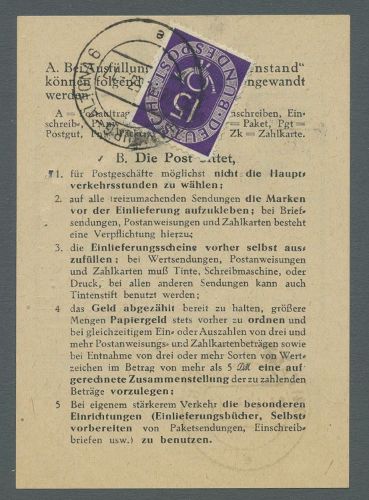 A. Bei Ausfüllung enstand"
können folgend ngewandt
werden
A = Postauftrag schreiben, Ein-
schreib = Paket, Pgt =
Postgut, Zk = Zahlkarte.
DEUTSCHE BUNDESPOST
15
B. Die Post bittet,
1. für Postgeschäfte möglichst nicht die Haupt-
verkehrsstunden zu wählen;
2. auf alle freizumachenden Sendungen die Marken
vor der Einlieferung aufzukleben; bei Brief-
sendungen, Postanweisungen und Zahlkarten besteht
eine Verpflichtung hierzu;
3. die Einlieferungsscheine vorher selbst aus-
zufüllen; bei Wertsendungen, Postanweisungen
und Zahlkarten muß Tinte, Schreibmaschine, oder
Druck, bei allen anderen Sendungen kann auch
Tintenstift benutzt werden;
4 das Geld abgezählt bereit zu halten, größere
Mengen Papiergeld stets vorher zu ordnen und
bei gleichzeitigem Ein- oder Auszahlen von drei und
mehr Postanweisungs- und Zahlkartenbeträgen sowie
bei Entnahme von drei oder mehr Sorten von Wert-
zeichen im Betrag von mehr als 5 DM eine auf-
gerechnete Zusammenstellung der zu zahlenden
Beträge vorzulegen;
5 Bei eigenem stärkerem Verkehr die besonderen
Einrichtungen (Einlieferungsbücher, Selbst-
vorbereiten von Paketsendungen, Einschreib-
briefen usw.) zu benutzen.